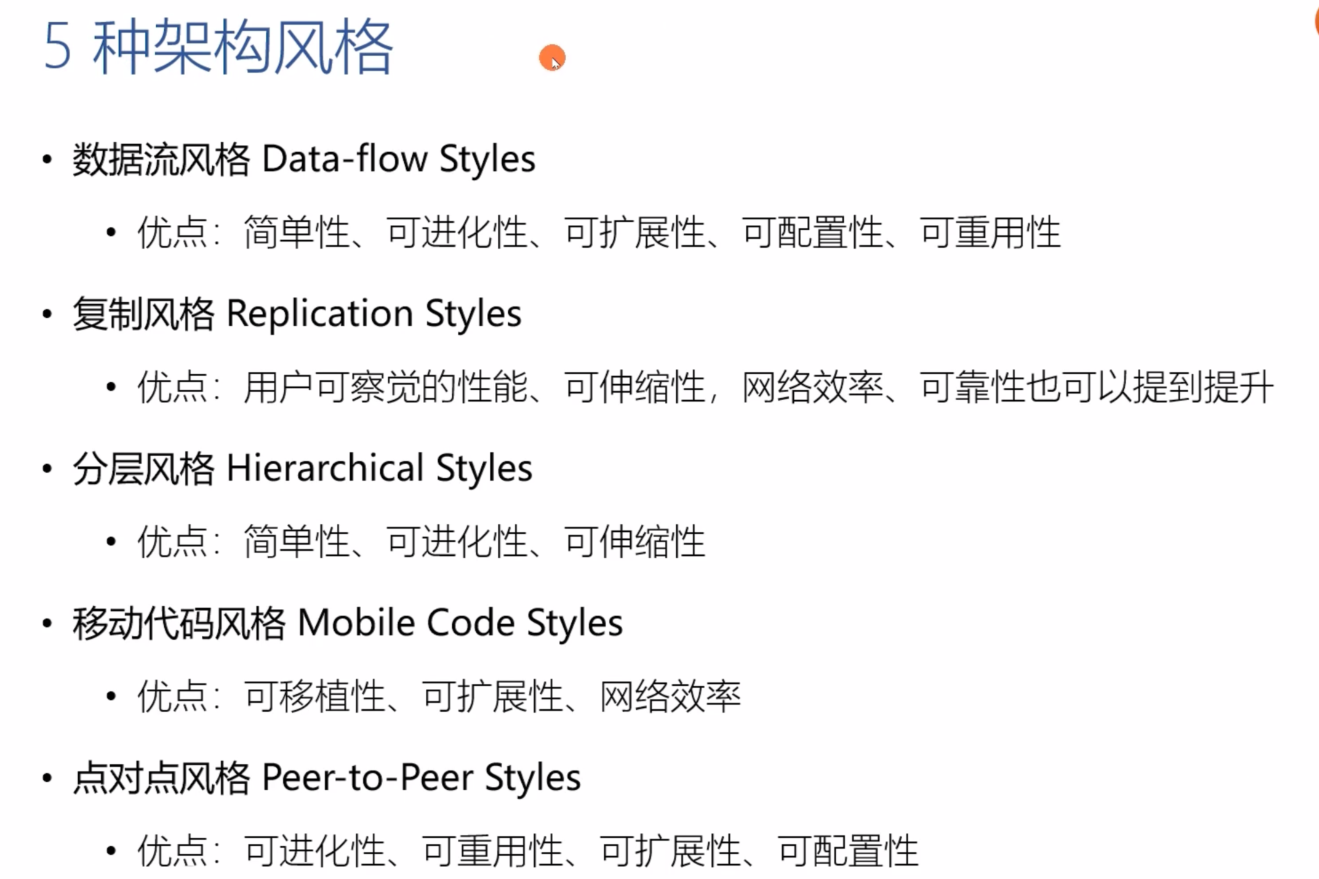 5 种架构风格
• 数据流风格 Data-flow Styles
• 优点：简单性、可进化性、可扩展性、可配置性、可重用性
• 复制风格 Replication Styles
• 优点：用户可察觉的性能、可伸缩性，网络效率、可靠性也可以提到提升
• 分层风格 Hierarchical Styles
• 优点：简单性、可进化性、可伸缩性
• 移动代码风格 Mobile Code Styles
• 优点：可移植性、可扩展性、网络效率
• 点对点风格 Peer-to-Peer Styles
• 优点：可进化性、可重用性、可扩展性、可配置性